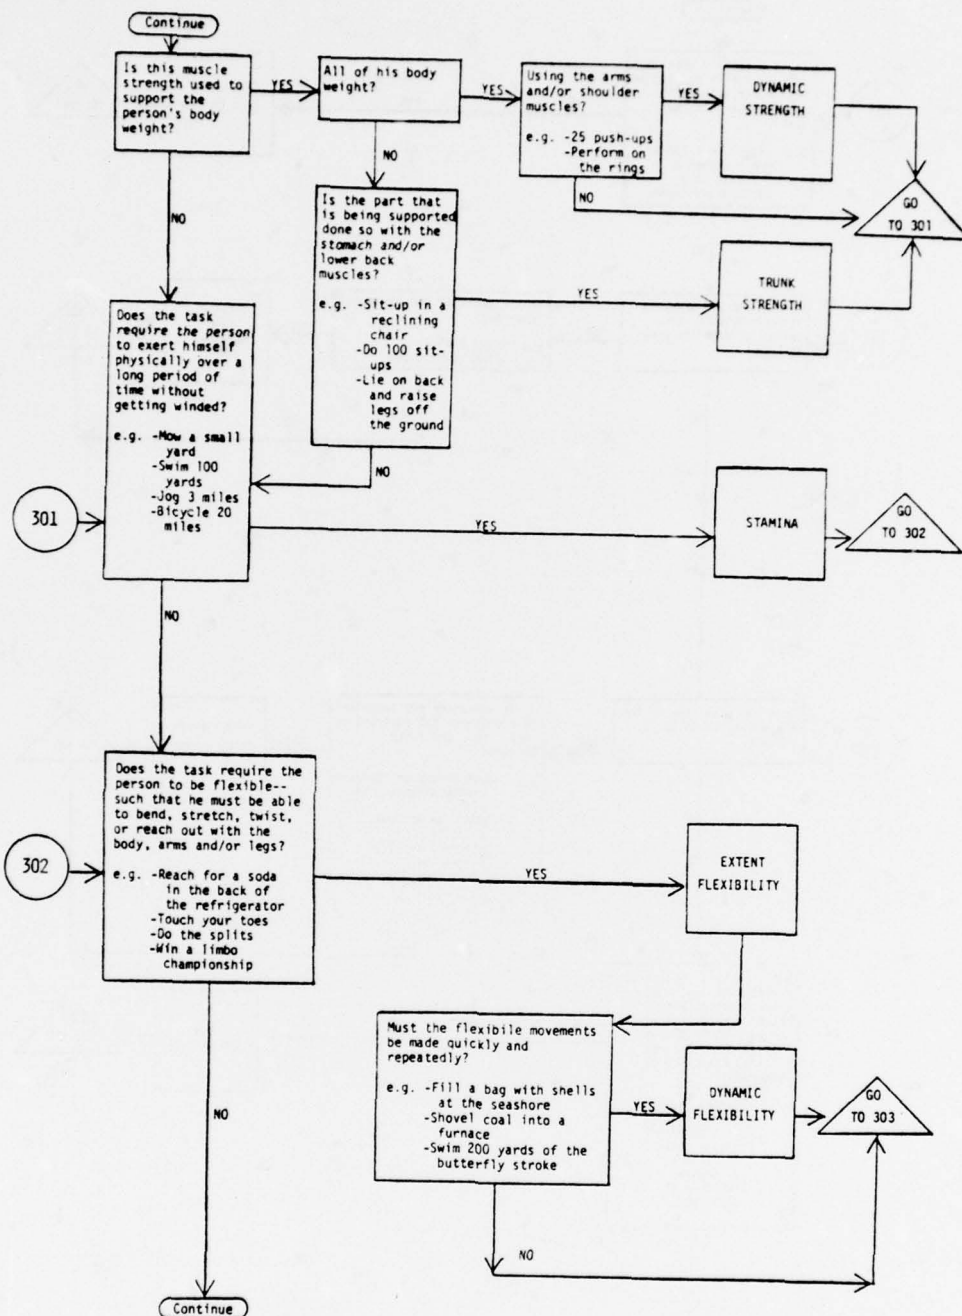 Continue
Is this muscle
strength used to
support the
person's body
weight?
YES
All of his body
weight?
YES
Using the arms
and/or shoulder
muscles?
e.g. -25 push-ups
-Perform on
the rings
YES
DYNAMIC
STRENGTH
NO
NO
NO
GO
TO 301
Is the part that
is being supported
done so with the
stomach and/or
lower back
muscles?
e.g. -Sit-up in a
reclining
chair
-Do 100 sit-
ups
-Lie on back
and raise
legs off
the ground
YES
TRUNK
STRENGTH
NO
301
Does the task
require the person
to exert himself
physically over a
long period of
time without
getting winded?
e.g. -Mow a small
yard
-Swim 100
yards
-Jog 3 miles
-Bicycle 20
miles
YES
STAMINA
GO
TO 302
NO
302
Does the task require the
person to be flexible--
such that he must be able
to bend, stretch, twist,
or reach out with the
body, arms and/or legs?
e.g. -Reach for a soda
in the back of
the refrigerator
-Touch your toes
-Do the splits
-Win a limbo
championship
YES
EXTENT
FLEXIBILITY
Must the flexibile movements
be made quickly and
repeatedly?
e.g. -Fill a bag with shells
at the seashore
-Shovel coal into a
furnace
-Swim 200 yards of the
butterfly stroke
YES
DYNAMIC
FLEXIBILITY
GO
TO 303
NO
NO
Continue